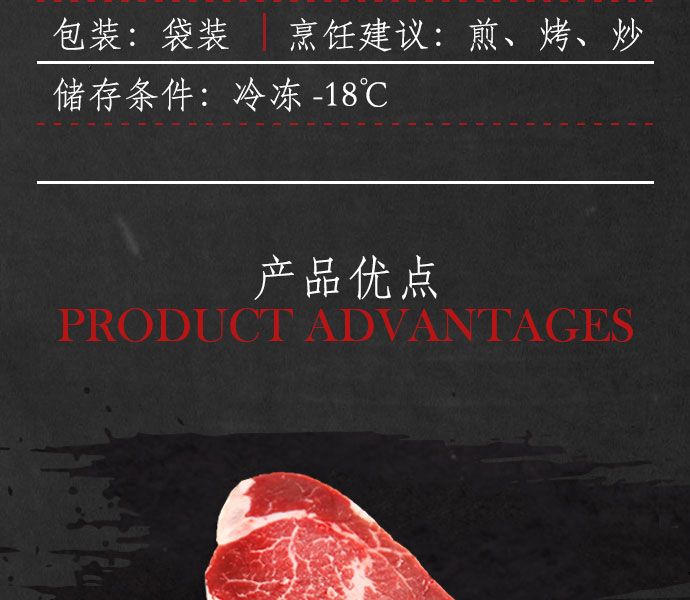 包装：袋装 | 烹饪建议：煎、烤、炒
储存条件：冷冻 -18℃
产品优点
PRODUCT ADVANTAGES